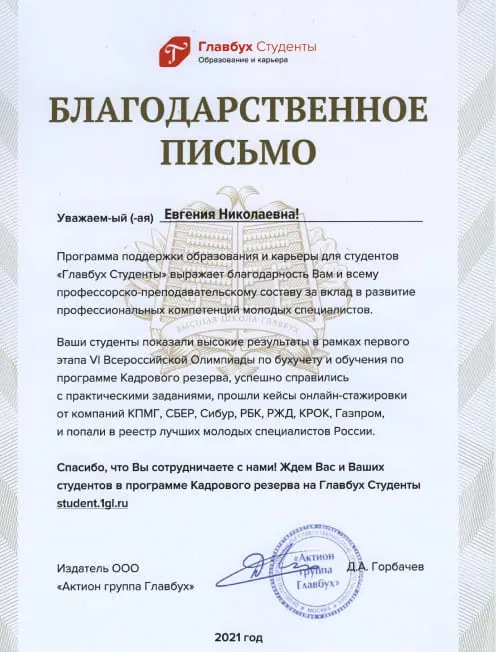 Главбух Студенты
Образование и карьера
БЛАГОДАРСТВЕННОЕ
ПИСЬМО
Уважаем-ый (-ая) Евгения Николаевна!
Программа поддержки образования и карьеры для студентов
«Главбух Студенты» выражает благодарность Вам и всему
профессорско-преподавательскому составу за вклад в развитие
профессиональных компетенций молодых специалистов.
ВЫСШАЯ ШКОЛА ГЛАВБУХ
Ваши студенты показали высокие результаты в рамках первого
этапа VI Всероссийской Олимпиады по бухучету и обучения по
программе Кадрового резерва, успешно справились
с практическими заданиями, прошли кейсы онлайн-стажировки
от компаний КПМГ, СБЕР, Сибур, РБК, РЖД, КРОК, Газпром,
и попали в реестр лучших молодых специалистов России.
Спасибо, что Вы сотрудничаете с нами! Ждем Вас и Ваших
студентов в программе Кадрового резерва на Главбух Студенты
student.1gl.ru
Издатель ООО
«Актион группа Главбух»
«Актион
группа
Главбух»
Д.А. Горбачев
2021 год